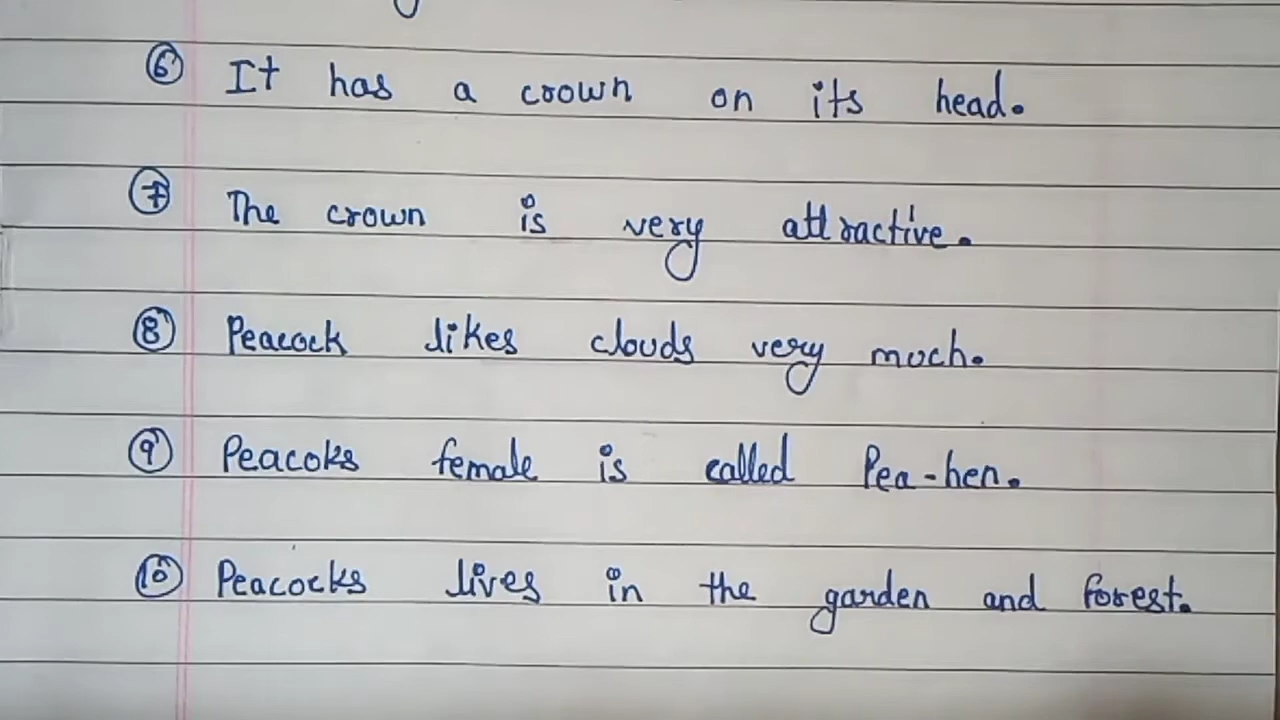 ⑥ It has a crown on its head.
⑦ The crown is very attractive.
⑧ Peacock likes clouds very much.
⑨ Peacoks female is called Pea-hen.
⑩ Peacocks lives in the garden and forest.